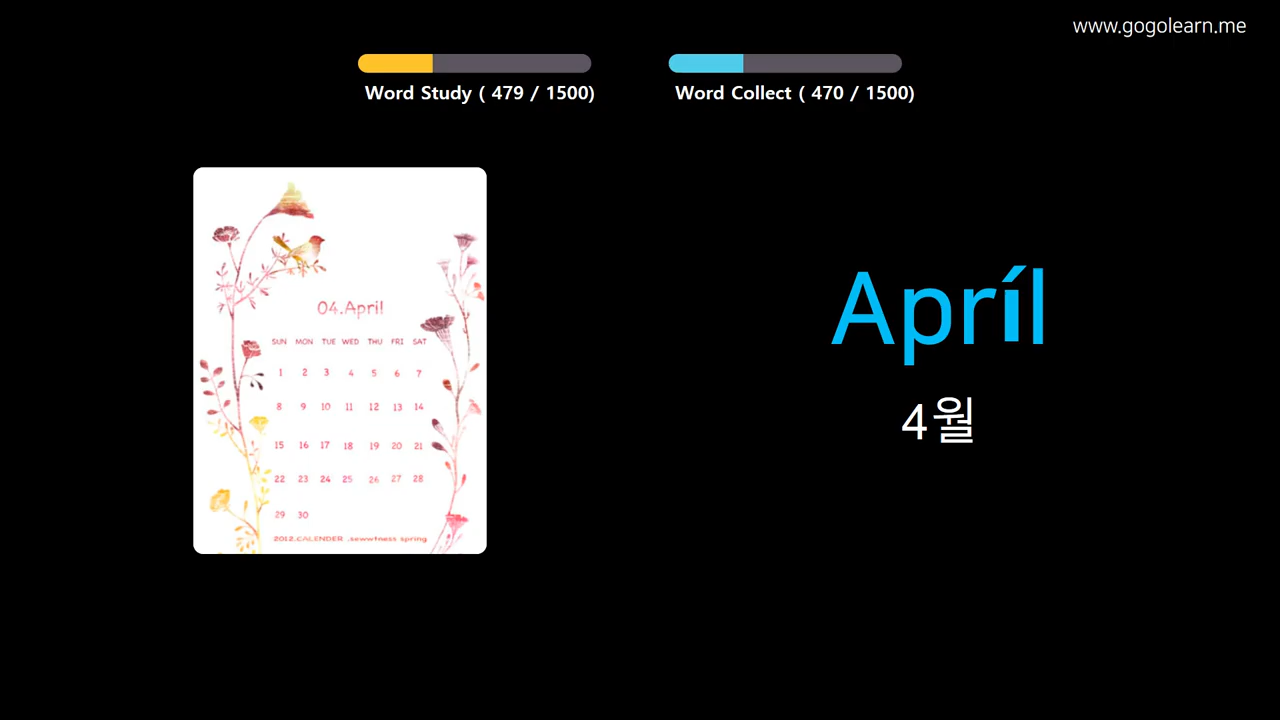 www.gogolearn.me
Word Study ( 479 / 1500)
Word Collect ( 470 / 1500)
04.April
SUN MON TUE WED THU FRI SAT
1 2 3 4 5 6 7
8 9 10 11 12 13 14
15 16 17 18 19 20 21
22 23 24 25 26 27 28
29 30
2012.CALENDER .sewwtness spring
Apríl
4월